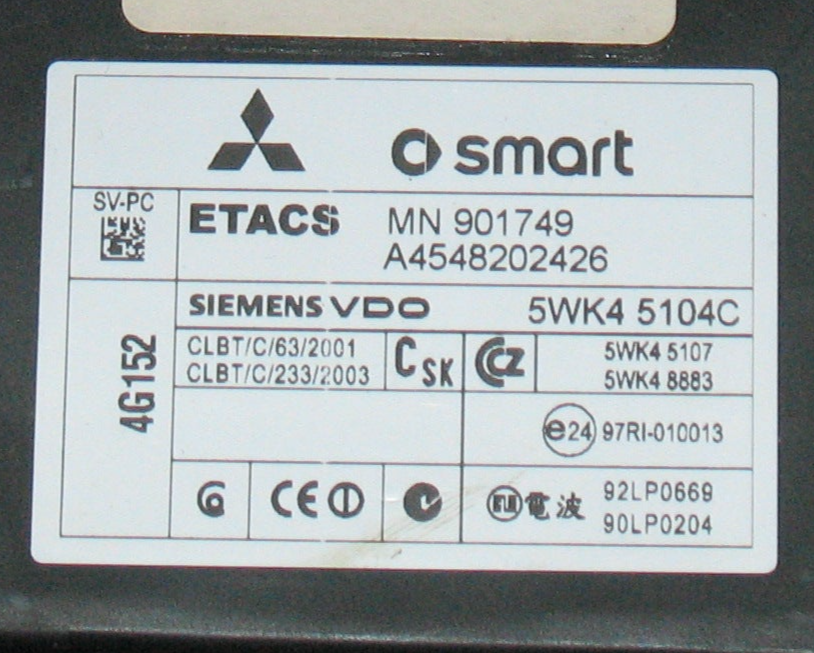 smart
SV-PC
ETACS MN 901749
A4548202426
SIEMENS VDO 5WK4 5104C
4G152
CLBT/C/63/2001
CLBT/C/233/2003
CSK
CZ
5WK4 5107
5WK4 8883
e24 97RI-010013
CE
電波 92LP0669
90LP0204